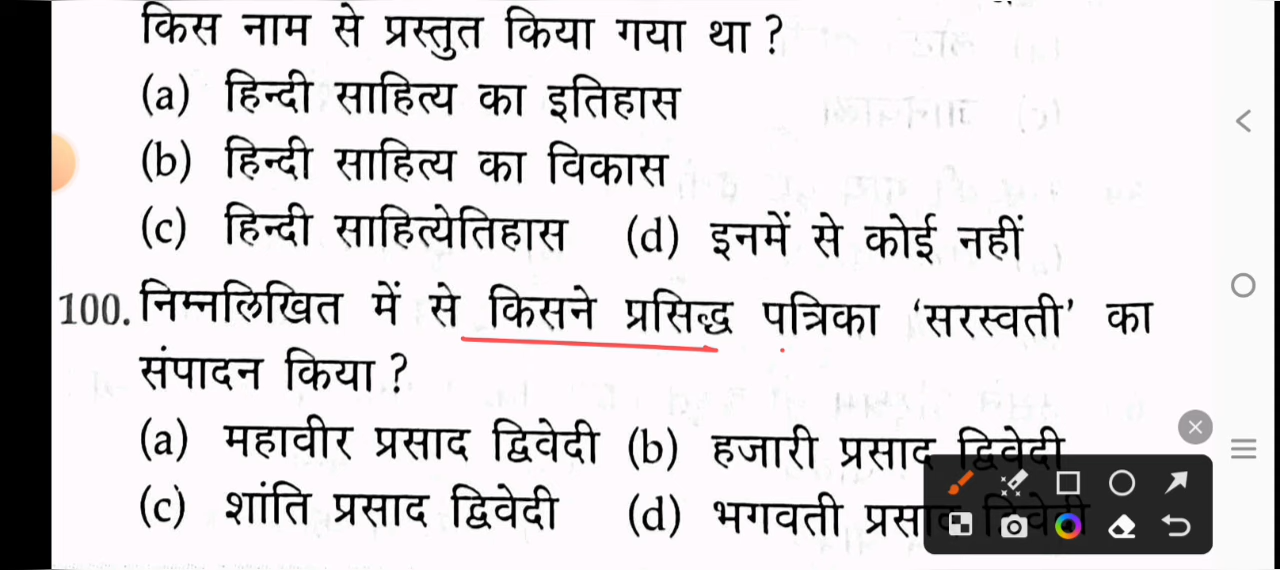 किस नाम से प्रस्तुत किया गया था ?
(a) हिन्दी साहित्य का इतिहास
(b) हिन्दी साहित्य का विकास
(c) हिन्दी साहित्येतिहास (d) इनमें से कोई नहीं
100. निम्नलिखित में से किसने प्रसिद्ध पत्रिका ‘सरस्वती’ का
संपादन किया ?
(a) महावीर प्रसाद द्विवेदी (b) हजारी प्रसाद द्विवेदी
(c) शांति प्रसाद द्विवेदी (d) भगवती प्रसाद द्विवेदी